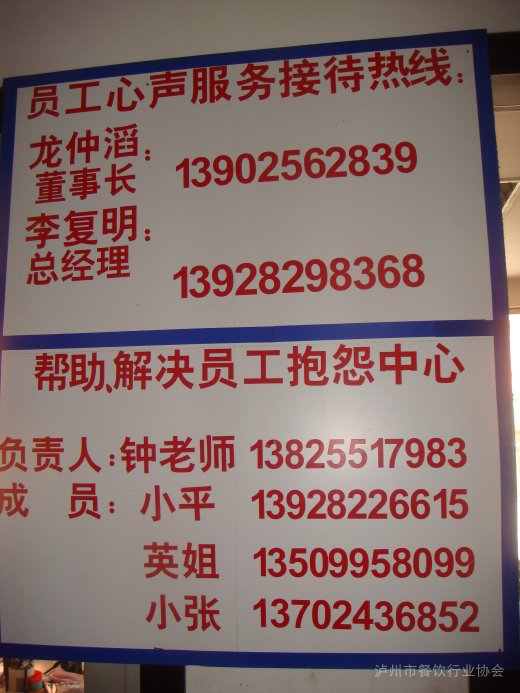 员工心声服务接待热线:
龙仲滔:
董事长
13902562839
李复明:
总经理
13928298368
帮助、解决员工抱怨中心
负责人:钟老师 13825517983
成 员:小平 13928226615
英姐 13509958099
小张 13702436852
泸州市餐饮行业协会